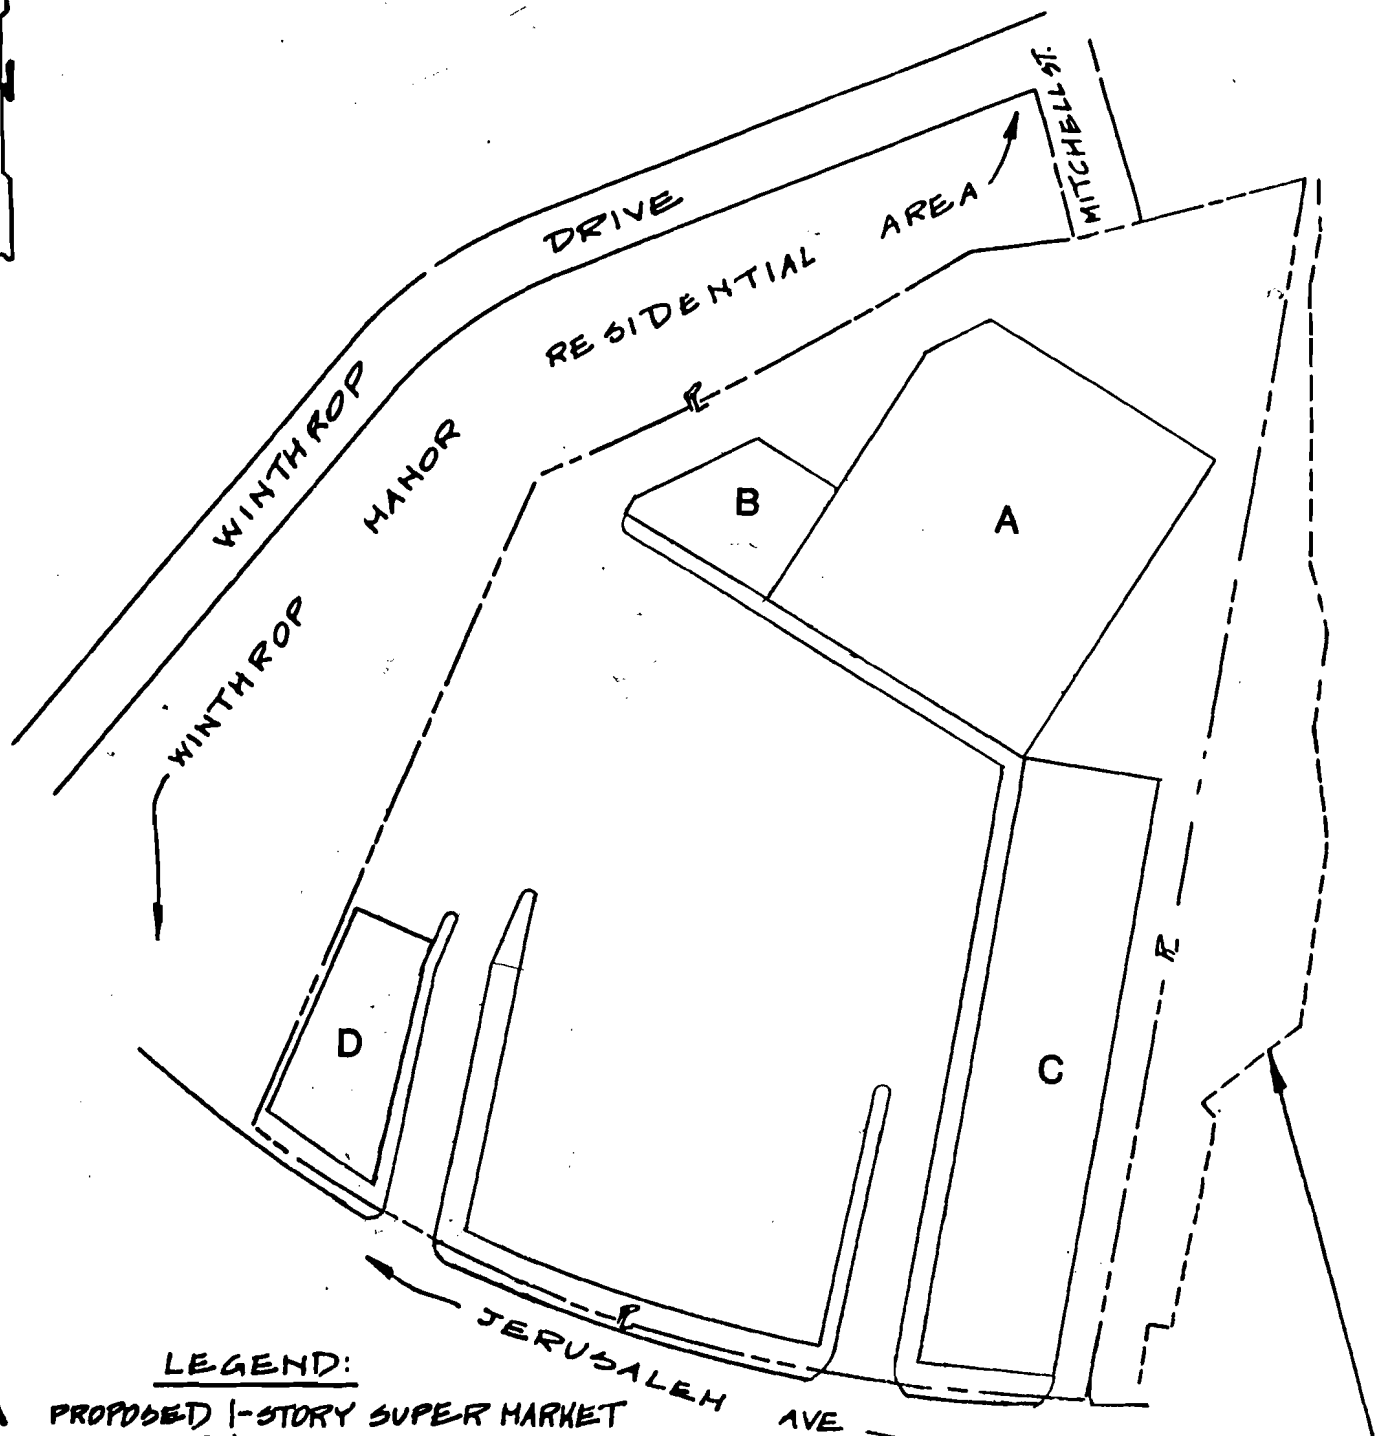 MITCHELL ST.
WINTHROP DRIVE
RESIDENTIAL AREA
WINTHROP MANOR
B
A
D
C
JERUSALEM AVE
LEGEND:
A PROPOSED 1-STORY SUPER MARKET